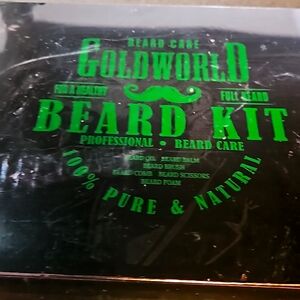 BEARD CARE
GOLDWORLD
FOR A HEALTHY FULL BEARD
BEARD KIT
PROFESSIONAL • BEARD CARE
BEARD OIL BEARD BALM
BEARD BRUSH
BEARD COMB BEARD SCISSORS
BEARD FOAM
100% PURE & NATURAL